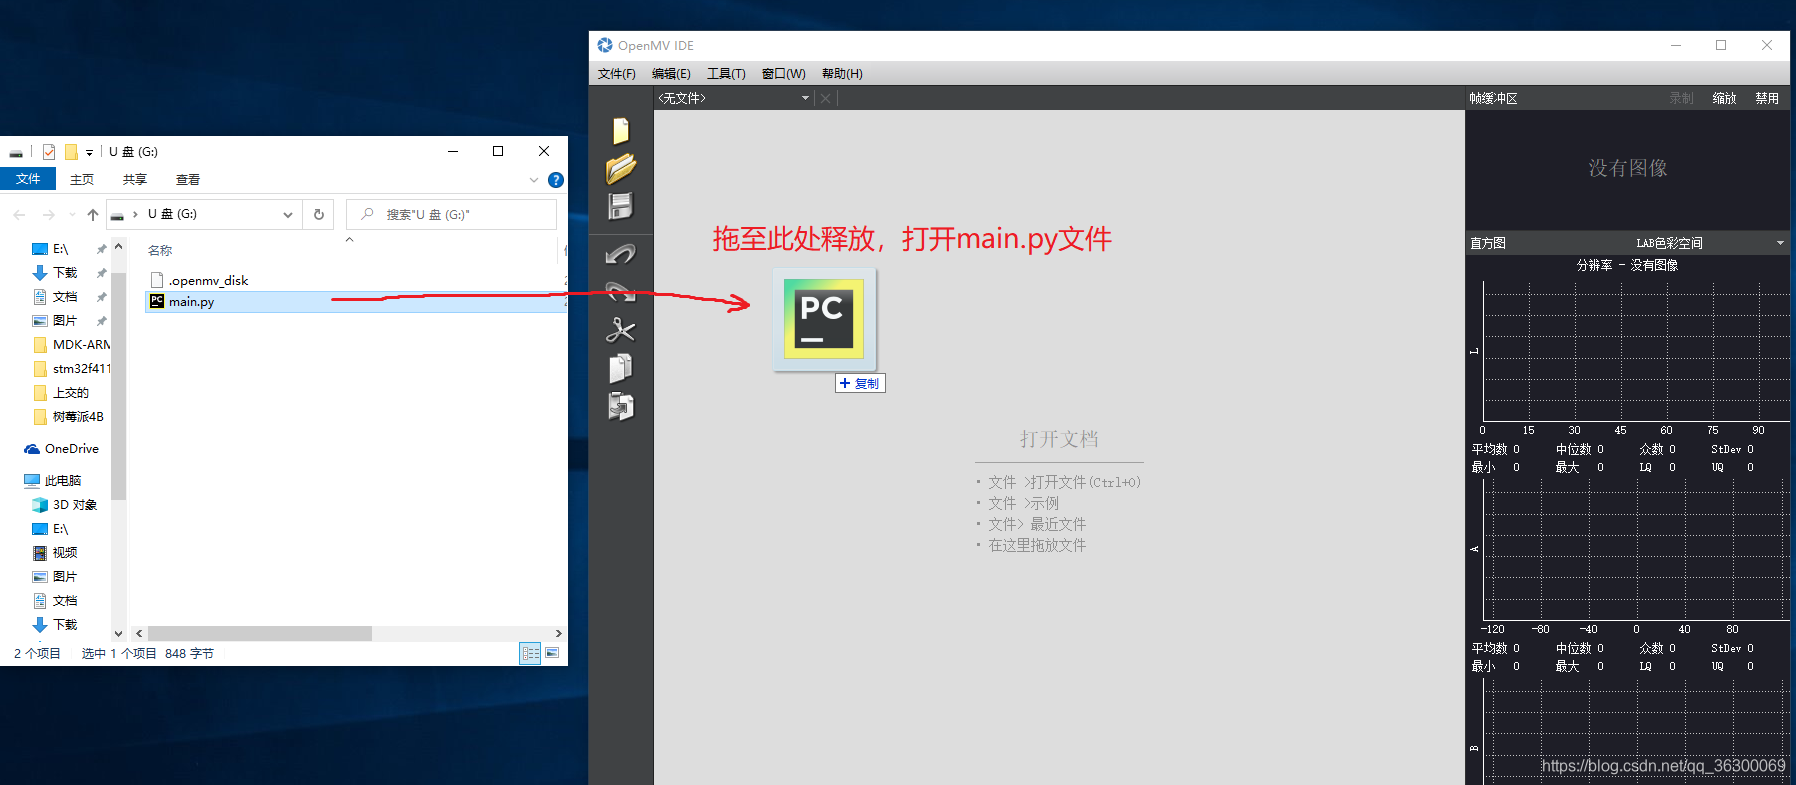 OpenMV IDE
文件(F) 编辑(E) 工具(T) 窗口(W) 帮助(H)
<无文件>
帧缓冲区 录制 缩放 禁用
没有图像
直方图 LAB色彩空间
分辨率 - 没有图像
L
0 15 30 45 60 75 90
平均数 0 中位数 0 众数 0 StDev 0
最小 0 最大 0 LQ 0 UQ 0
A
-120 -80 -40 0 40 80
平均数 0 中位数 0 众数 0 StDev 0
最小 0 最大 0 LQ 0 UQ 0
B
U 盘 (G:)
文件 主页 共享 查看
U 盘 (G:) 搜索"U 盘 (G:)"
名称
.openmv_disk
main.py
E:\
下载
文档
图片
MDK-ARM
stm32f411
上交的
树莓派4B
OneDrive
此电脑
3D 对象
E:\
视频
图片
文档
下载
2 个项目 选中 1 个项目 848 字节
拖至此处释放，打开main.py文件
PC
+ 复制
打开文档
· 文件 >打开文件(Ctrl+O)
· 文件 >示例
· 文件> 最近文件
· 在这里拖放文件
https://blog.csdn.net/qq_36300069